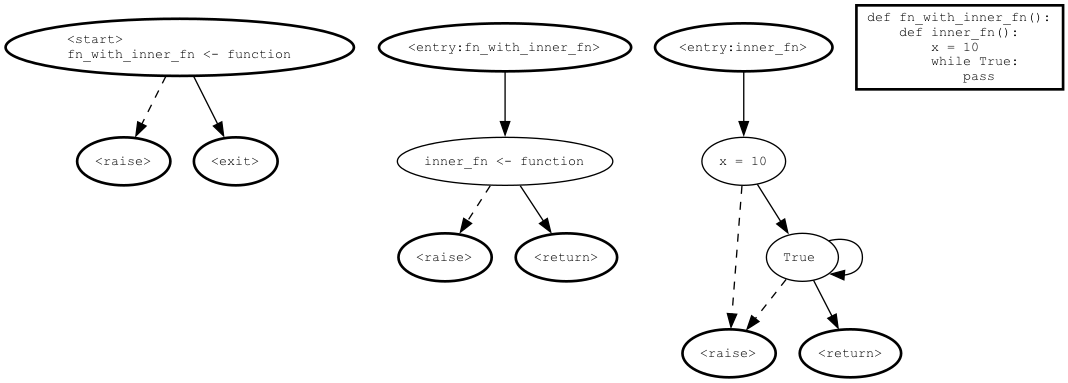 <start>
fn_with_inner_fn <- function
<raise>
<exit>
<entry:fn_with_inner_fn>
inner_fn <- function
<raise>
<return>
<entry:inner_fn>
x = 10
True
<raise>
<return>
def fn_with_inner_fn():
    def inner_fn():
        x = 10
        while True:
            pass